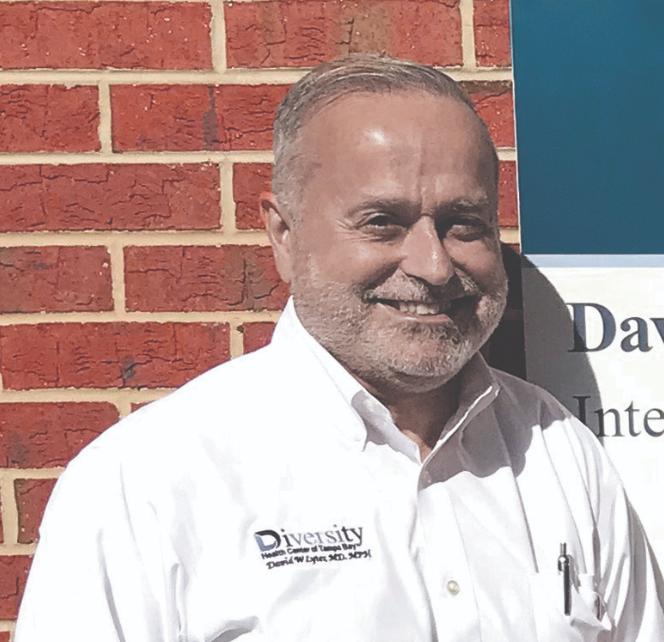 Dav
Inte
Diversity
Health Center of Tampa Bay
David W Lyter, MD, MPH